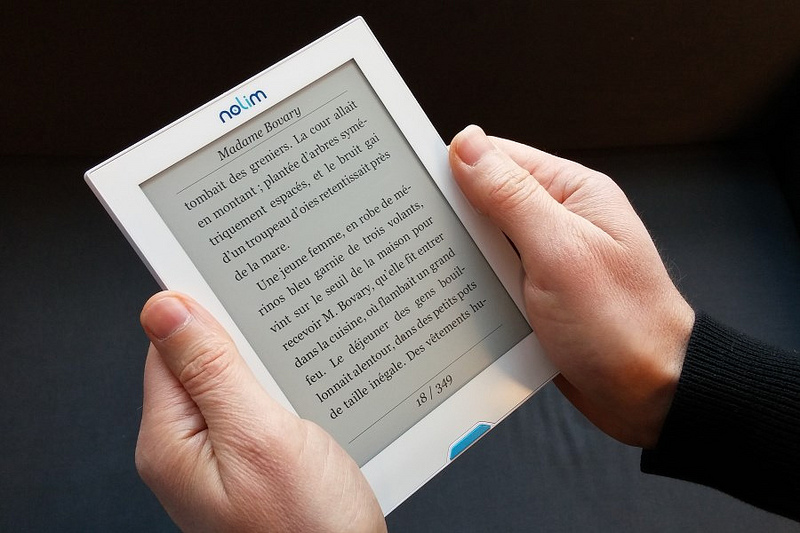 nolim
Madame Bovary
tombait des greniers. La cour allait
en montant ; plantée d'arbres symé-
triquement espacés, et le bruit gai
d'un troupeau d'oies retentissait près
de la mare.
Une jeune femme, en robe de mé-
rinos bleu garnie de trois volants,
vint sur le seuil de la maison pour
recevoir M. Bovary, qu'elle fit entrer
dans la cuisine, où flambait un grand
feu. Le déjeuner des gens bouil-
lonnait alentour, dans des petits pots
de taille inégale. Des vêtements hu-
18 / 349